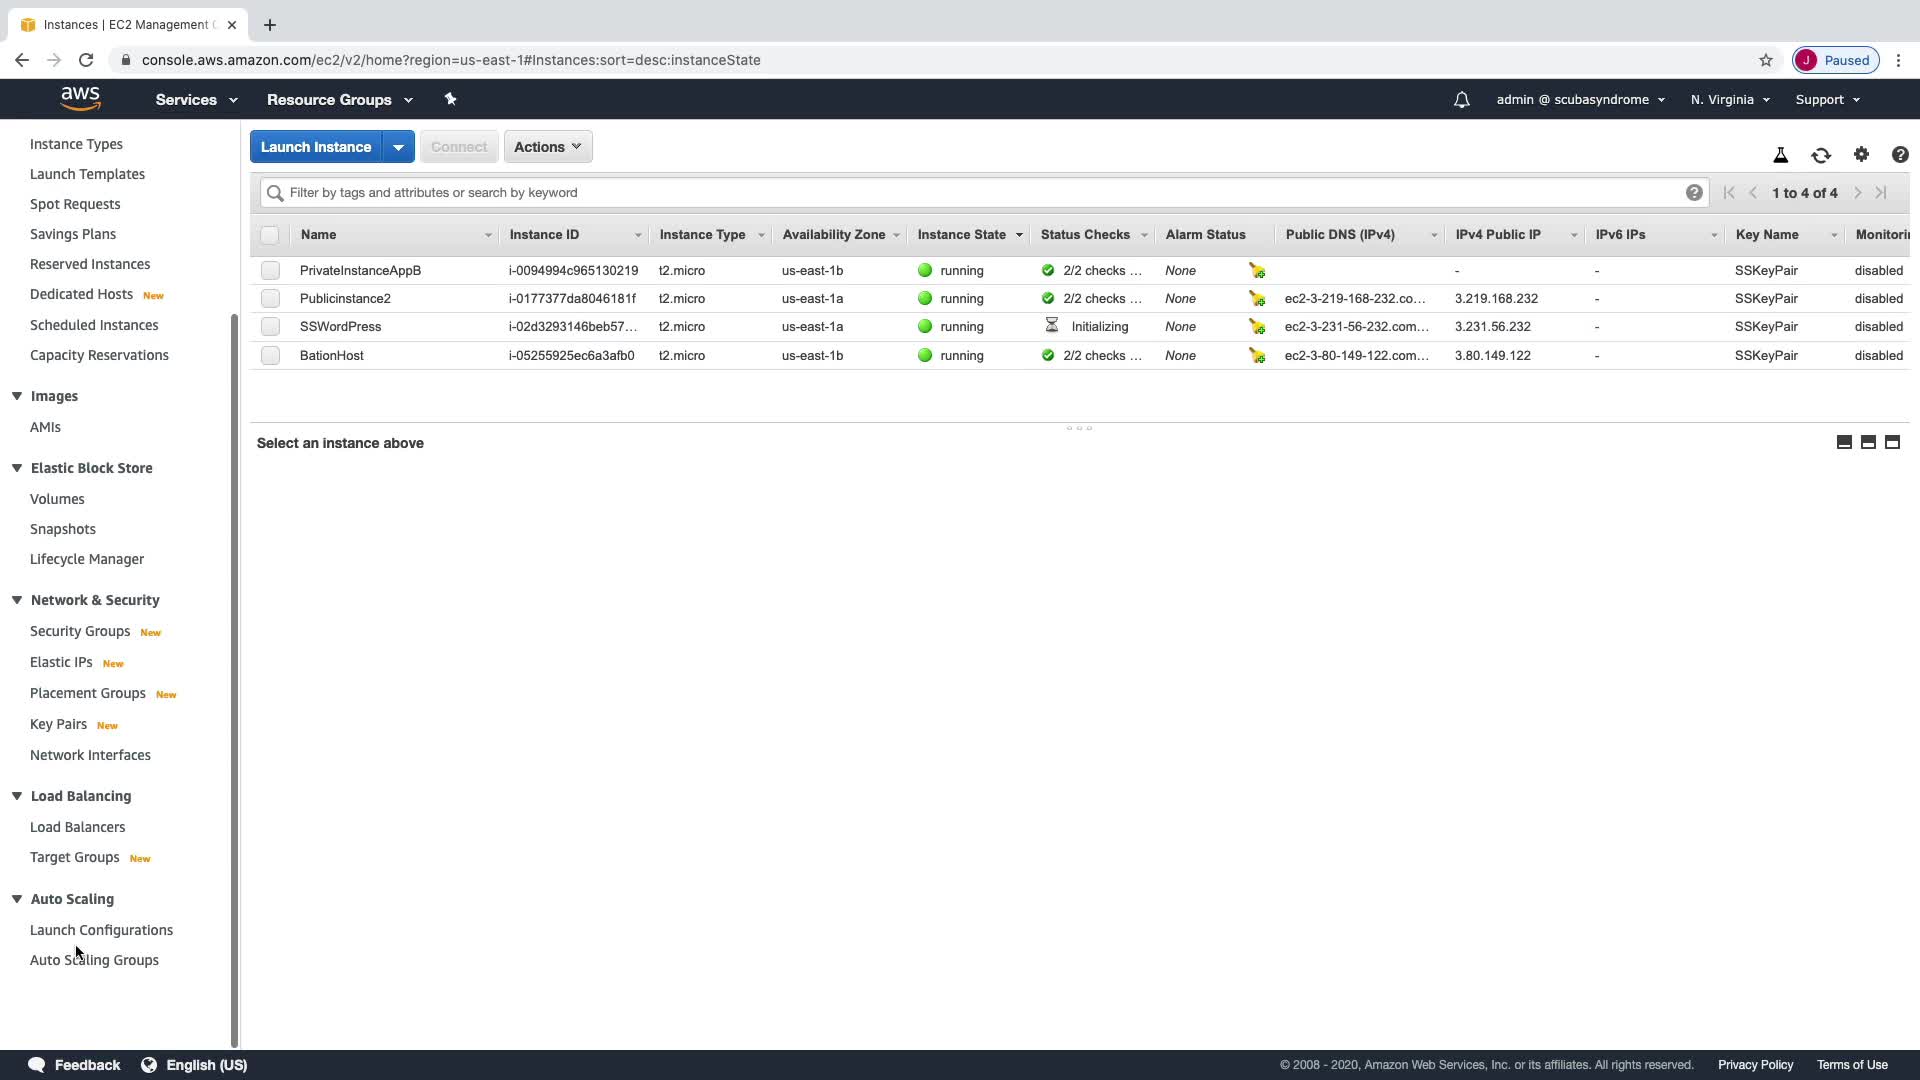 Instances | EC2 Management C
console.aws.amazon.com/ec2/v2/home?region=us-east-1#Instances:sort=desc:instanceState
J Paused
aws Services Resource Groups admin @ scubasyndrome N. Virginia Support
Instance Types
Launch Templates
Spot Requests
Savings Plans
Reserved Instances
Dedicated Hosts New
Scheduled Instances
Capacity Reservations
Images
AMIs
Elastic Block Store
Volumes
Snapshots
Lifecycle Manager
Network & Security
Security Groups New
Elastic IPs New
Placement Groups New
Key Pairs New
Network Interfaces
Load Balancing
Load Balancers
Target Groups New
Auto Scaling
Launch Configurations
Auto Scaling Groups
Launch Instance Connect Actions
Filter by tags and attributes or search by keyword 1 to 4 of 4
Name Instance ID Instance Type Availability Zone Instance State Status Checks Alarm Status Public DNS (IPv4) IPv4 Public IP IPv6 IPs Key Name Monitorin
PrivateInstanceAppB i-0094994c965130219 t2.micro us-east-1b running 2/2 checks ... None - - SSKeyPair disabled
Publicinstance2 i-0177377da8046181f t2.micro us-east-1a running 2/2 checks ... None ec2-3-219-168-232.co... 3.219.168.232 - SSKeyPair disabled
SSWordPress i-02d3293146beb57... t2.micro us-east-1a running Initializing None ec2-3-231-56-232.com... 3.231.56.232 - SSKeyPair disabled
BationHost i-05255925ec6a3afb0 t2.micro us-east-1b running 2/2 checks ... None ec2-3-80-149-122.com... 3.80.149.122 - SSKeyPair disabled
Select an instance above
Feedback English (US) © 2008 - 2020, Amazon Web Services, Inc. or its affiliates. All rights reserved. Privacy Policy Terms of Use